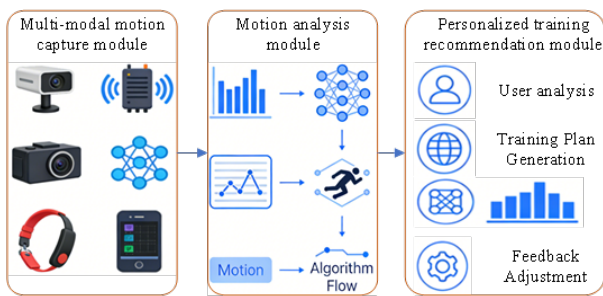 Multi-modal motion
capture module
Motion analysis
module
Personalized training
recommendation module
Motion
Algorithm
Flow
User analysis
Training Plan
Generation
Feedback
Adjustment